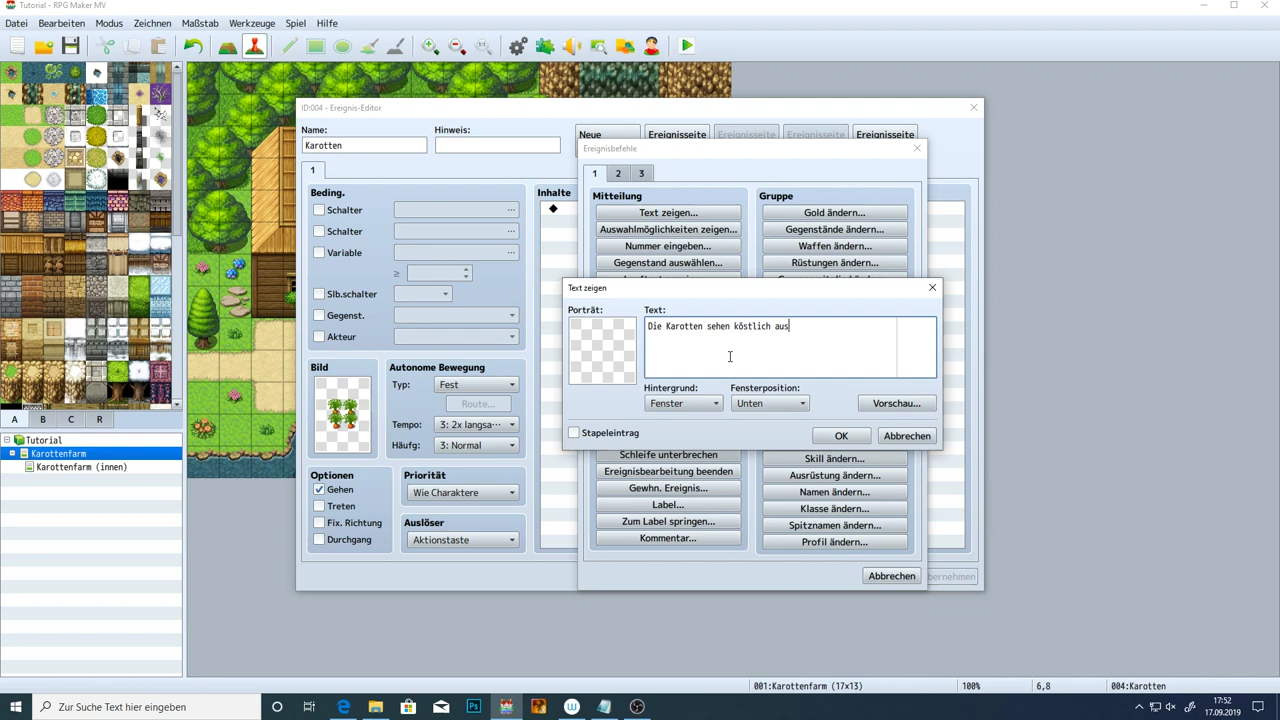 Tutorial - RPG Maker MV
Datei Bearbeiten Modus Zeichnen Maßstab Werkzeuge Spiel Hilfe
ID:004 - Ereignis-Editor
Name: Hinweis:
Karotten
Neue Ereignisseite Ereignisseite Ereignisseite Ereignisseite
Ereignisbefehle
1
1 2 3
Beding.
Inhalte
Schalter
Schalter
Variable
≥
Slb.schalter
Gegenst.
Akteur
Mitteilung
Text zeigen...
Auswahlmöglichkeiten zeigen...
Nummer eingeben...
Gegenstand auswählen...
Gruppe
Gold ändern...
Gegenstände ändern...
Waffen ändern...
Rüstungen ändern...
Text zeigen
Porträt: Text:
Die Karotten sehen köstlich aus
Hintergrund: Fensterposition:
Fenster Unten Vorschau...
Stapeleintrag
OK Abbrechen
Bild
Autonome Bewegung
Typ: Fest
Route...
Tempo: 3: 2x langsa...
Häufg: 3: Normal
Optionen
Gehen
Treten
Fix. Richtung
Durchgang
Priorität
Wie Charaktere
Auslöser
Aktionstaste
Schleife unterbrechen
Ereignisbearbeitung beenden
Gewhn. Ereignis...
Label...
Zum Label springen...
Kommentar...
Skill ändern...
Ausrüstung ändern...
Namen ändern...
Klasse ändern...
Spitznamen ändern...
Profil ändern...
Abbrechen
A B C R
Tutorial
Karottenfarm
Karottenfarm (innen)
001:Karottenfarm (17×13) 100% 6,8 004:Karotten
Zur Suche Text hier eingeben
17:52
17.09.2019